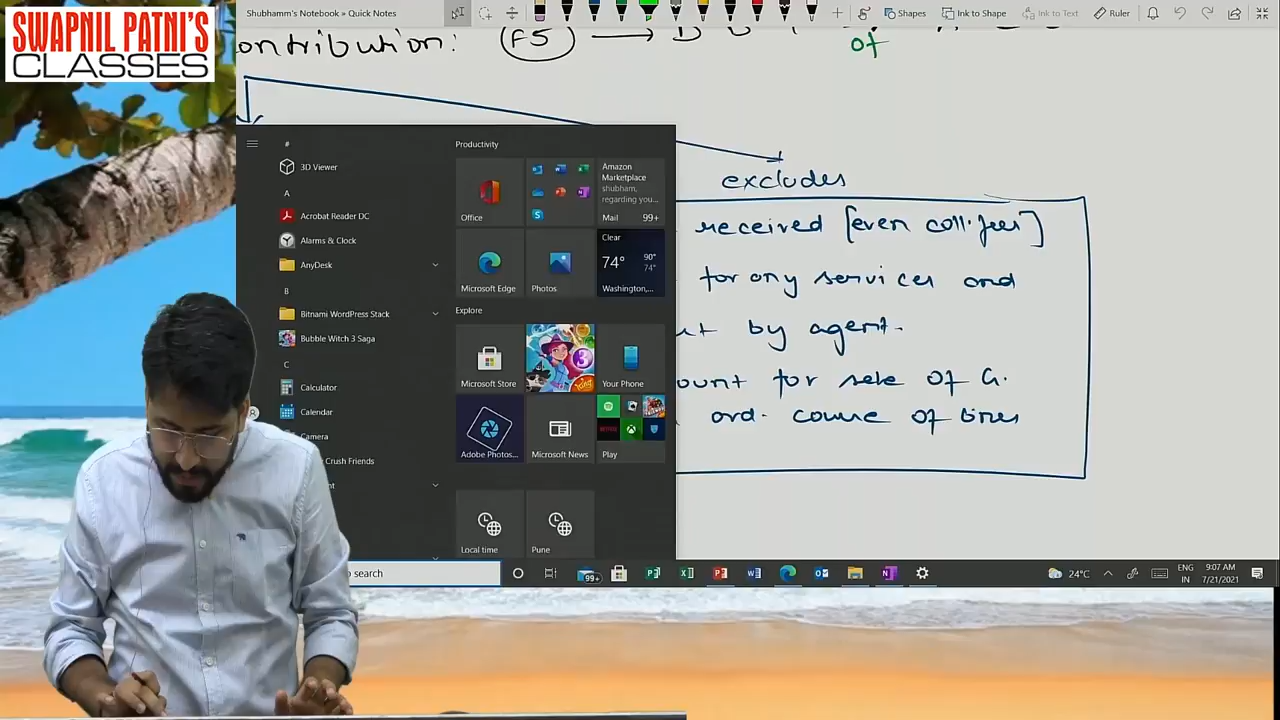 SWAPNIL PATNI'S
CLASSES
Shubhamm's Notebook » Quick Notes
Shapes
Ink to Shape
Ink to Text
Ruler
ontribution: F5
of
excludes
received [even coll. fees]
for any services and
by agent.
ount for sale of G.
ord. course of bines
#
3D Viewer
A
Acrobat Reader DC
Alarms & Clock
AnyDesk
B
Bitnami WordPress Stack
Bubble Witch 3 Saga
C
Calculator
Calendar
Camera
y Crush Friends
Productivity
Office
Amazon
Marketplace
shubham,
regarding you...
Mail 99+
Microsoft Edge
Photos
Clear
74° 90°
74°
Washington,...
Explore
Microsoft Store
3
Your Phone
Adobe Photos...
Microsoft News
Play
Local time
Pune
o search
99+
24°C
ENG
IN
9:07 AM
7/21/2021